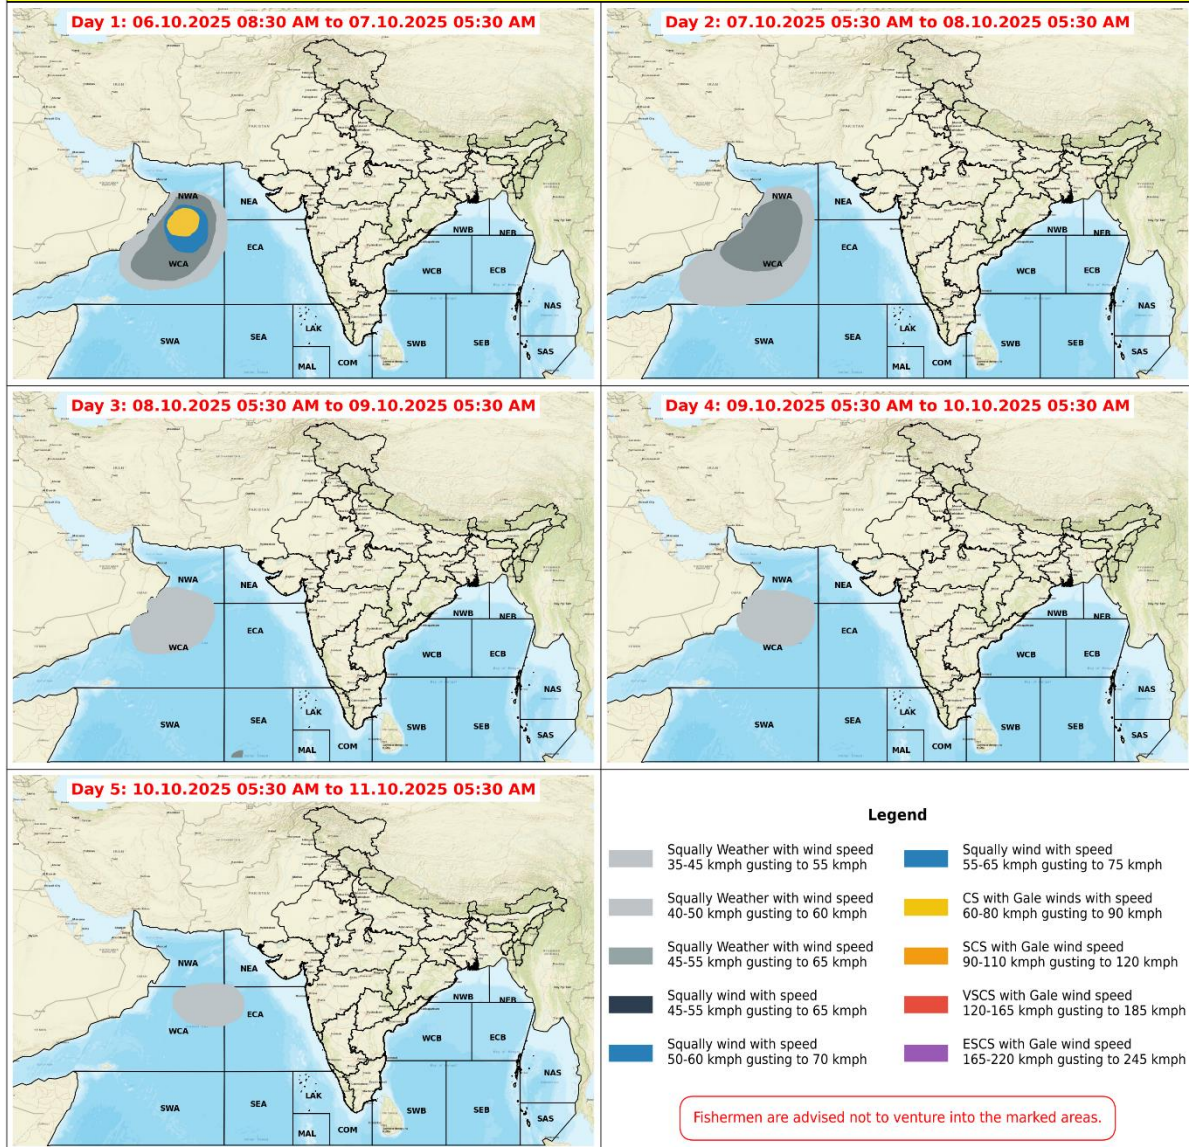 Day 1: 06.10.2025 08:30 AM to 07.10.2025 05:30 AM
NWA
NEA
ECA
WCA
NWB
NEB
WCB
ECB
NAS
SWA
SEA
LAK
MAL
COM
SWB
SEB
SAS
Day 2: 07.10.2025 05:30 AM to 08.10.2025 05:30 AM
NWA
NEA
ECA
WCA
NWB
NEB
WCB
ECB
NAS
SWA
SEA
LAK
MAL
COM
SWB
SEB
SAS
Day 3: 08.10.2025 05:30 AM to 09.10.2025 05:30 AM
NWA
NEA
ECA
WCA
NWB
NEB
WCB
ECB
NAS
SWA
SEA
LAK
MAL
COM
SWB
SEB
SAS
Day 4: 09.10.2025 05:30 AM to 10.10.2025 05:30 AM
NWA
NEA
ECA
WCA
NWB
NEB
WCB
ECB
NAS
SWA
SEA
LAK
MAL
COM
SWB
SEB
SAS
Day 5: 10.10.2025 05:30 AM to 11.10.2025 05:30 AM
NWA
NEA
ECA
WCA
NWB
NEB
WCB
ECB
NAS
SWA
SEA
LAK
MAL
COM
SWB
SEB
SAS
Legend
Squally Weather with wind speed
35-45 kmph gusting to 55 kmph
Squally Weather with wind speed
40-50 kmph gusting to 60 kmph
Squally Weather with wind speed
45-55 kmph gusting to 65 kmph
Squally wind with speed
45-55 kmph gusting to 65 kmph
Squally wind with speed
50-60 kmph gusting to 70 kmph
Squally wind with speed
55-65 kmph gusting to 75 kmph
CS with Gale winds with speed
60-80 kmph gusting to 90 kmph
SCS with Gale wind speed
90-110 kmph gusting to 120 kmph
VSCS with Gale wind speed
120-165 kmph gusting to 185 kmph
ESCS with Gale wind speed
165-220 kmph gusting to 245 kmph
Fishermen are advised not to venture into the marked areas.